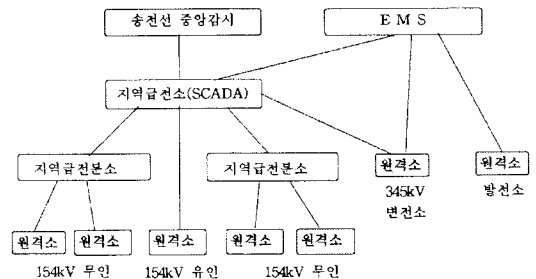 송전선 중앙감시
E M S
지역급전소(SCADA)
지역급전분소
지역급전분소
원격소
원격소
345kV
변전소
발전소
원격소
원격소
원격소
원격소
원격소
154kV 무인
154kV 유인
154kV 무인